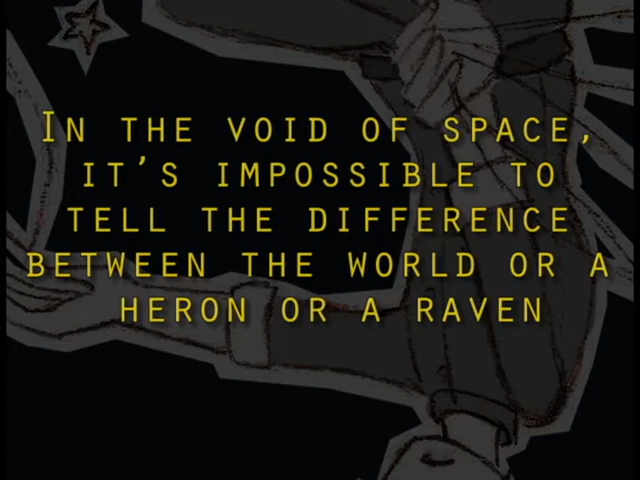 In the void of space,
it's impossible to
tell the difference
between the world or a
heron or a raven